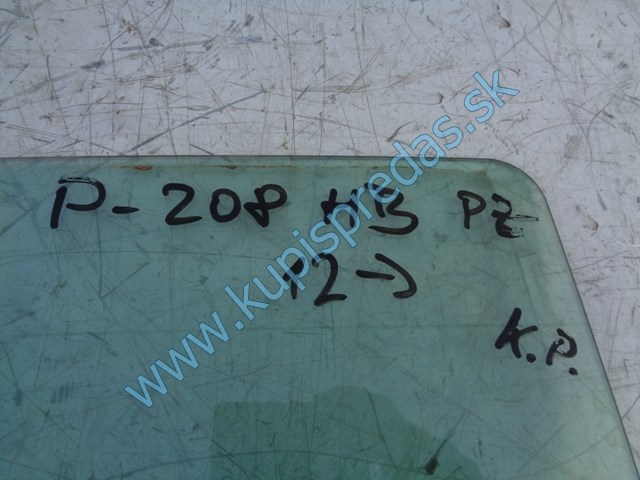 P-208 HB PZ
12->
K.P.
www.kupispredas.sk